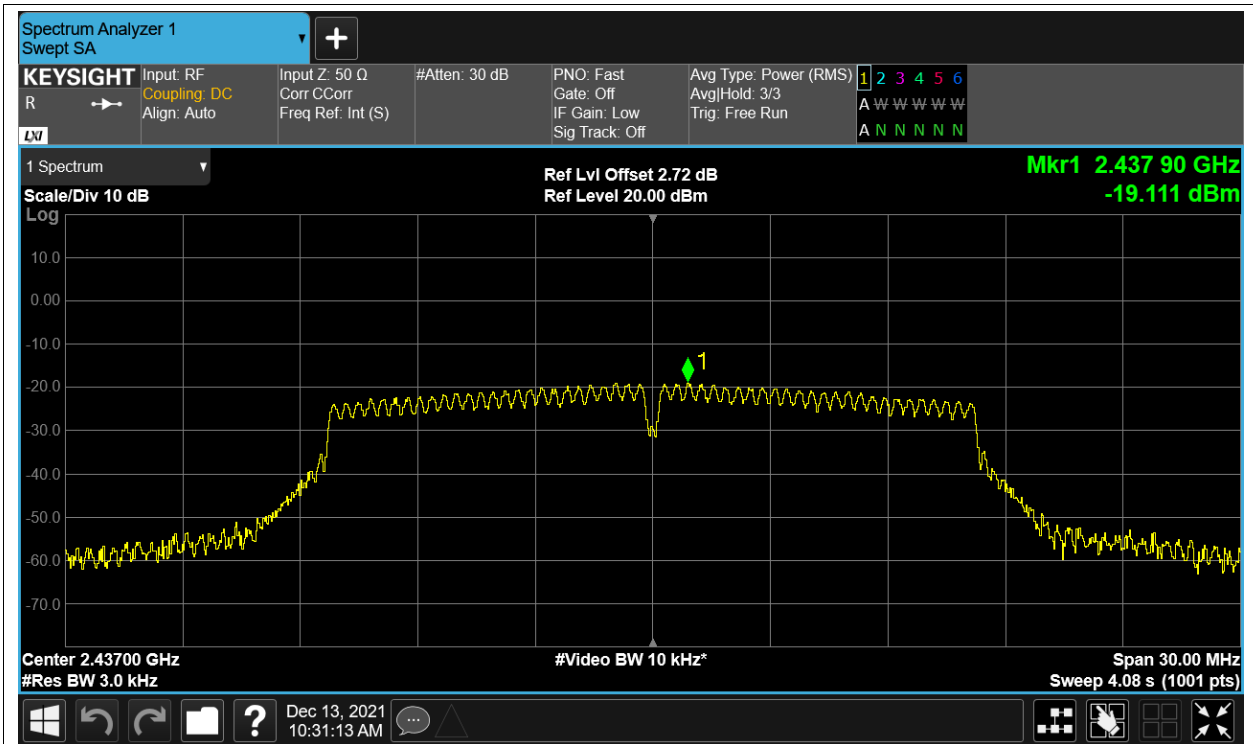 Spectrum Analyzer 1
Swept SA
KEYSIGHT
R
LXI
Input: RF
Coupling: DC
Align: Auto
Input Z: 50 Ω
Corr CCorr
Freq Ref: Int (S)
#Atten: 30 dB
PNO: Fast
Gate: Off
IF Gain: Low
Sig Track: Off
Avg Type: Power (RMS)
Avg|Hold: 3/3
Trig: Free Run
1 2 3 4 5 6
A W W W W W
A N N N N N
1 Spectrum
Scale/Div 10 dB
Ref Lvl Offset 2.72 dB
Ref Level 20.00 dBm
Mkr1 2.437 90 GHz
-19.111 dBm
Log
10.0
0.00
-10.0
-20.0
-30.0
-40.0
-50.0
-60.0
-70.0
1
Center 2.43700 GHz
#Res BW 3.0 kHz
#Video BW 10 kHz*
Span 30.00 MHz
Sweep 4.08 s (1001 pts)
?
Dec 13, 2021
10:31:13 AM